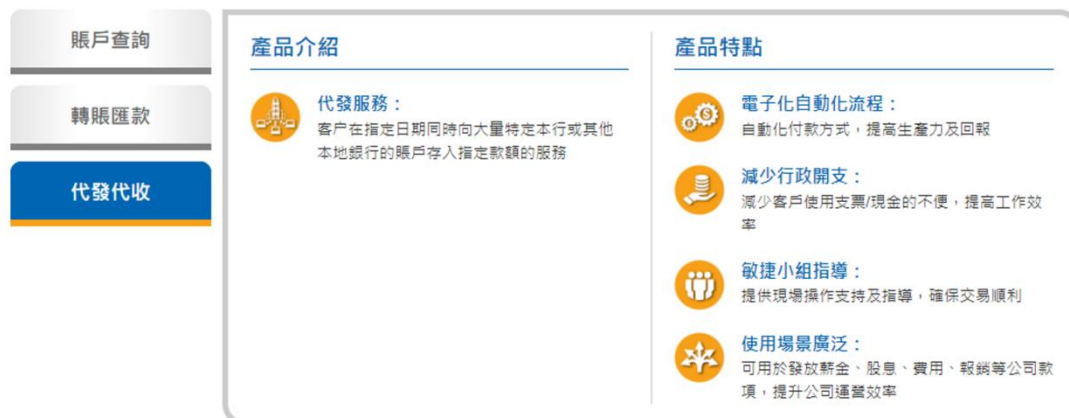 賬戶查詢
轉賬匯款
代發代收
產品介紹
代發服務：
客戶在指定日期同時向大量特定本行或其他
本地銀行的賬戶存入指定款額的服務
產品特點
電子化自動化流程：
自動化付款方式，提高生產力及回報
減少行政開支：
減少客戶使用支票/現金的不便，提高工作效
率
敏捷小組指導：
提供現場操作支持及指導，確保交易順利
使用場景廣泛：
可用於發放薪金、股息、費用、報銷等公司款
項，提升公司運營效率